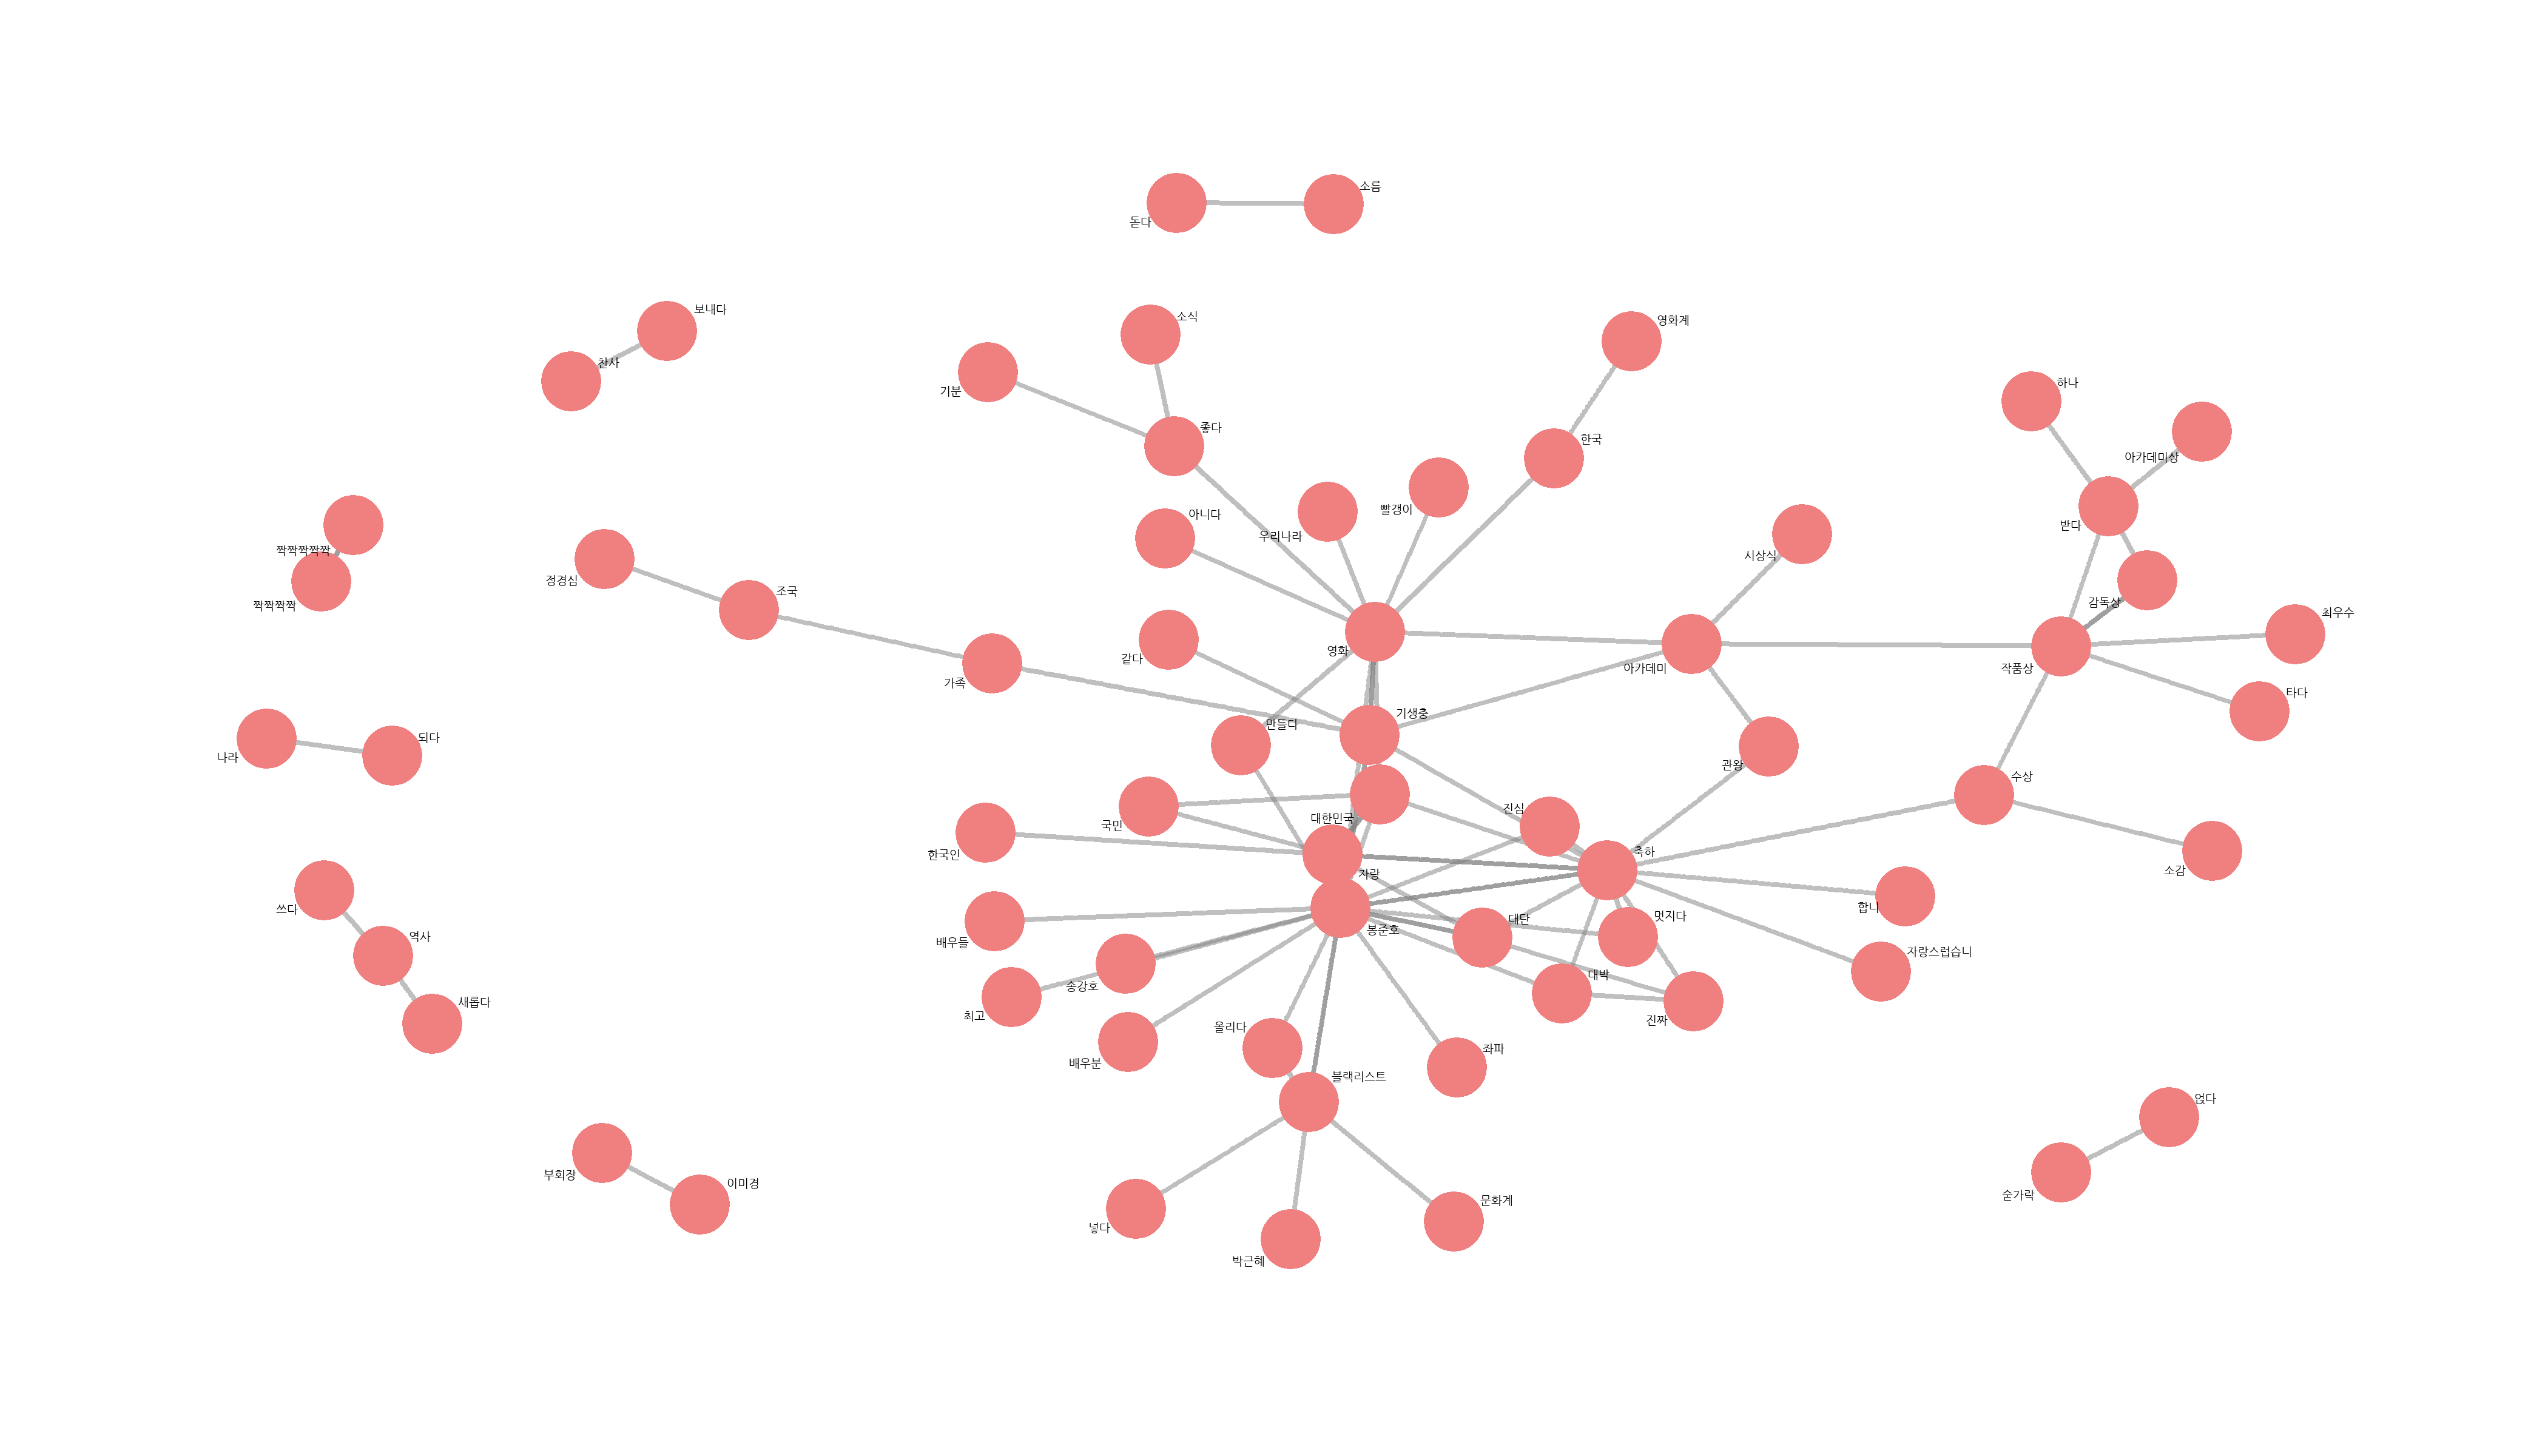 소름
돋다
보내다
소식
영화계
찬사
하나
기분
좋다
한국
아카데미상
아니다
빨갱이
받다
우리나라
짝짝짝짝짝
시상식
정경심
조국
감독상
짝짝짝짝
최우수
영화
같다
아카데미
작품상
가족
타다
기생충
만들다
되다
나라
관왕
수상
진심
대한민국
국민
축하
한국인
소감
자랑
합니
쓰다
멋지다
대단
봉준호
역사
배우들
자랑스럽습니
대박
송강호
새롭다
최고
진짜
올리다
좌파
배우분
블랙리스트
얹다
부회장
이미경
숟가락
문화계
넣다
박근혜